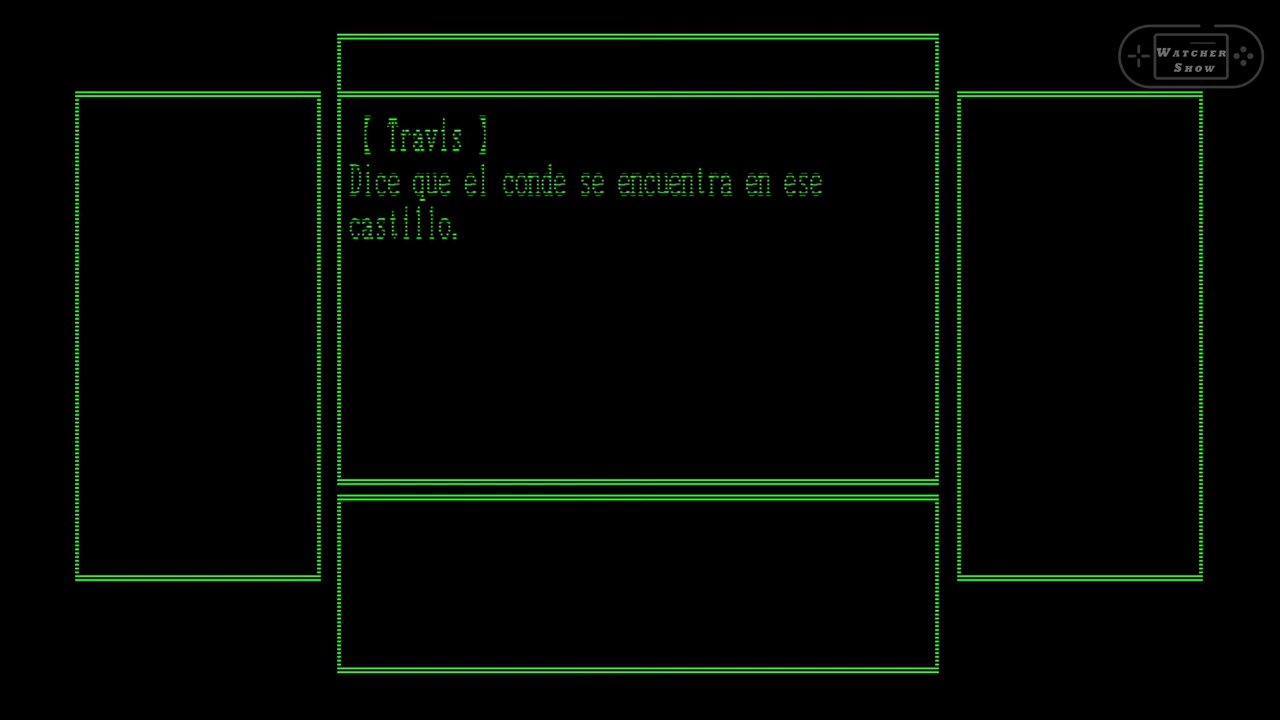 [ Travis ]
Dice que el conde se encuentra en ese
castillo.
WATCHER
SHOW